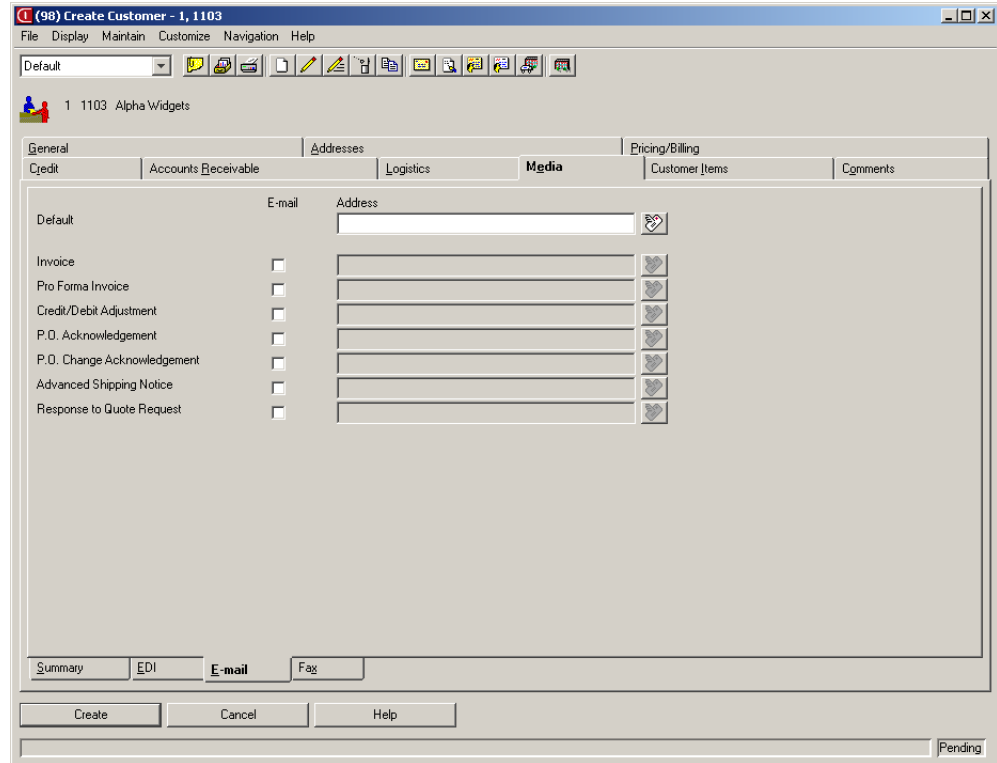 (98) Create Customer - 1, 1103
File Display Maintain Customize Navigation Help
Default
1 1103 Alpha Widgets
General Addresses Pricing/Billing
Credit Accounts Receivable Logistics Media Customer Items Comments
E-mail Address
Default
Invoice
Pro Forma Invoice
Credit/Debit Adjustment
P.O. Acknowledgement
P.O. Change Acknowledgement
Advanced Shipping Notice
Response to Quote Request
Summary EDI E-mail Fax
Create Cancel Help
Pending